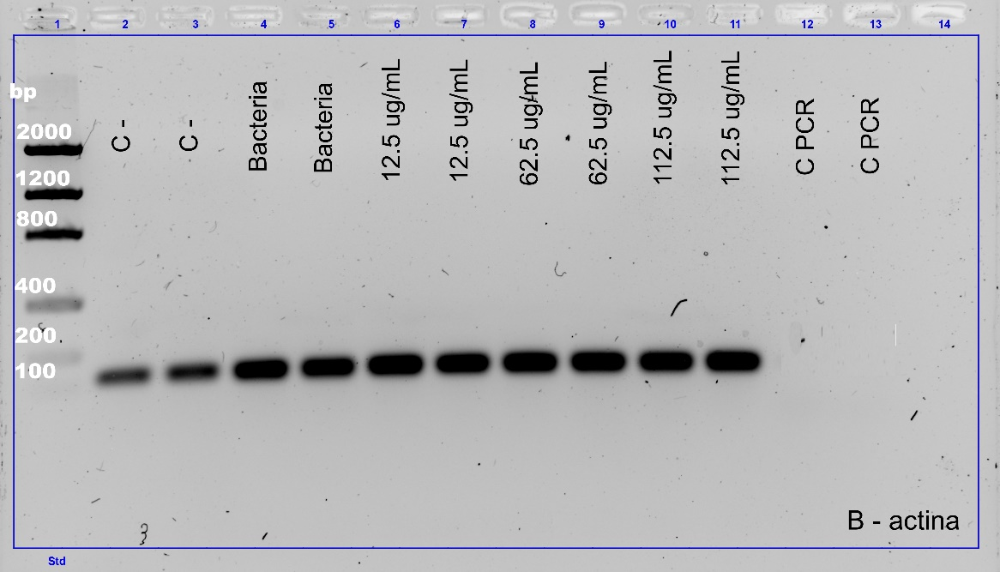 1 2 3 4 5 6 7 8 9 10 11 12 13 14
bp
2000
1200
800
400
200
100
C -
C -
Bacteria
Bacteria
12.5 ug/mL
12.5 ug/mL
62.5 ug/mL
62.5 ug/mL
112.5 ug/mL
112.5 ug/mL
C PCR
C PCR
B - actina
Std